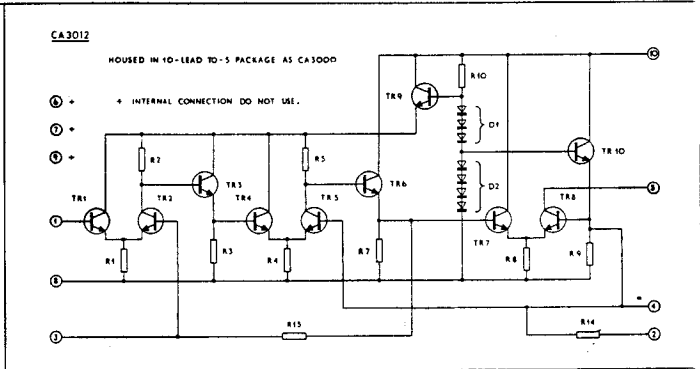 CA3012
HOUSED IN 10-LEAD TO-5 PACKAGE AS CA3000
6 +
+ INTERNAL CONNECTION DO NOT USE.
7 +
9 +
10
R10
TR9
D1
R2
R5
TR3
TR6
TR10
D2
TR1
TR2
TR4
TR5
TR8
5
1
TR7
R1
R3
R4
R7
R8
R9
8
4
3
R15
R14
2